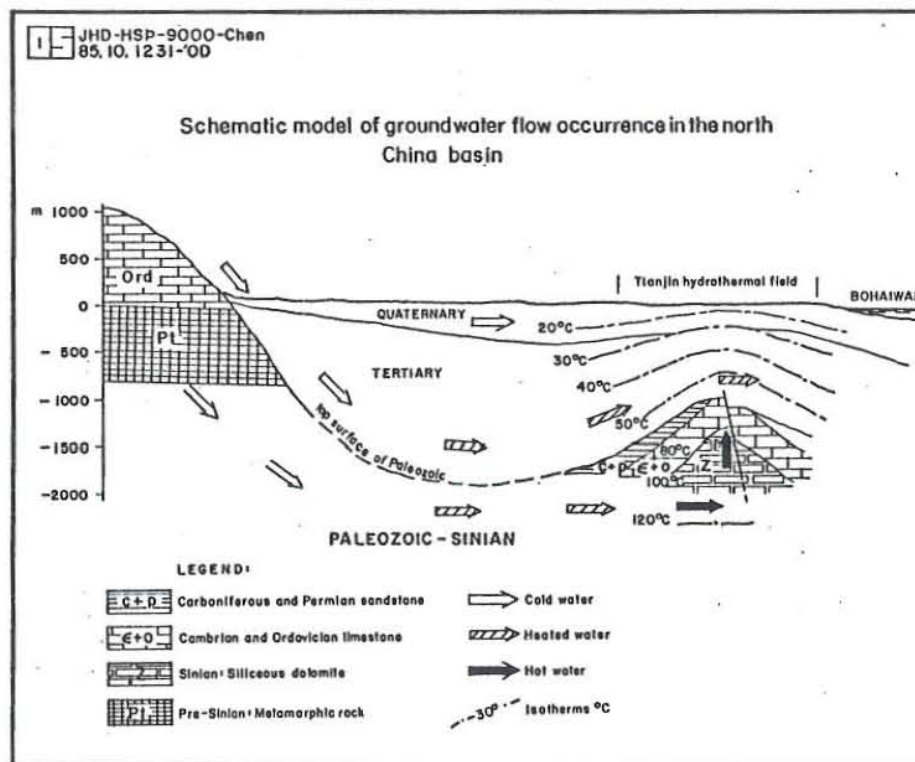 JHD-HSP-9000-Chen
85.10.1231-OD
Schematic model of groundwater flow occurrence in the north
China basin
m 1000
500
0
- 500
-1000
-1500
-2000
Ord
Pt
Tianjin hydrothermal field
BOHAIWAN
QUATERNARY
20°C
30°C
TERTIARY
40°C
50°C
Top surface of Paleozoic
80°C
C+P
Є+O
Z
100°
120°C
PALEOZOIC - SINIAN
LEGEND:
C+P Carboniferous and Permian sandstone
Cold water
Є+O Cambrian and Ordovician limestone
Heated water
Z Sinian: Siliceous dolomite
Hot water
Pt Pre-Sinian: Metamorphic rock
-30° Isotherms °C